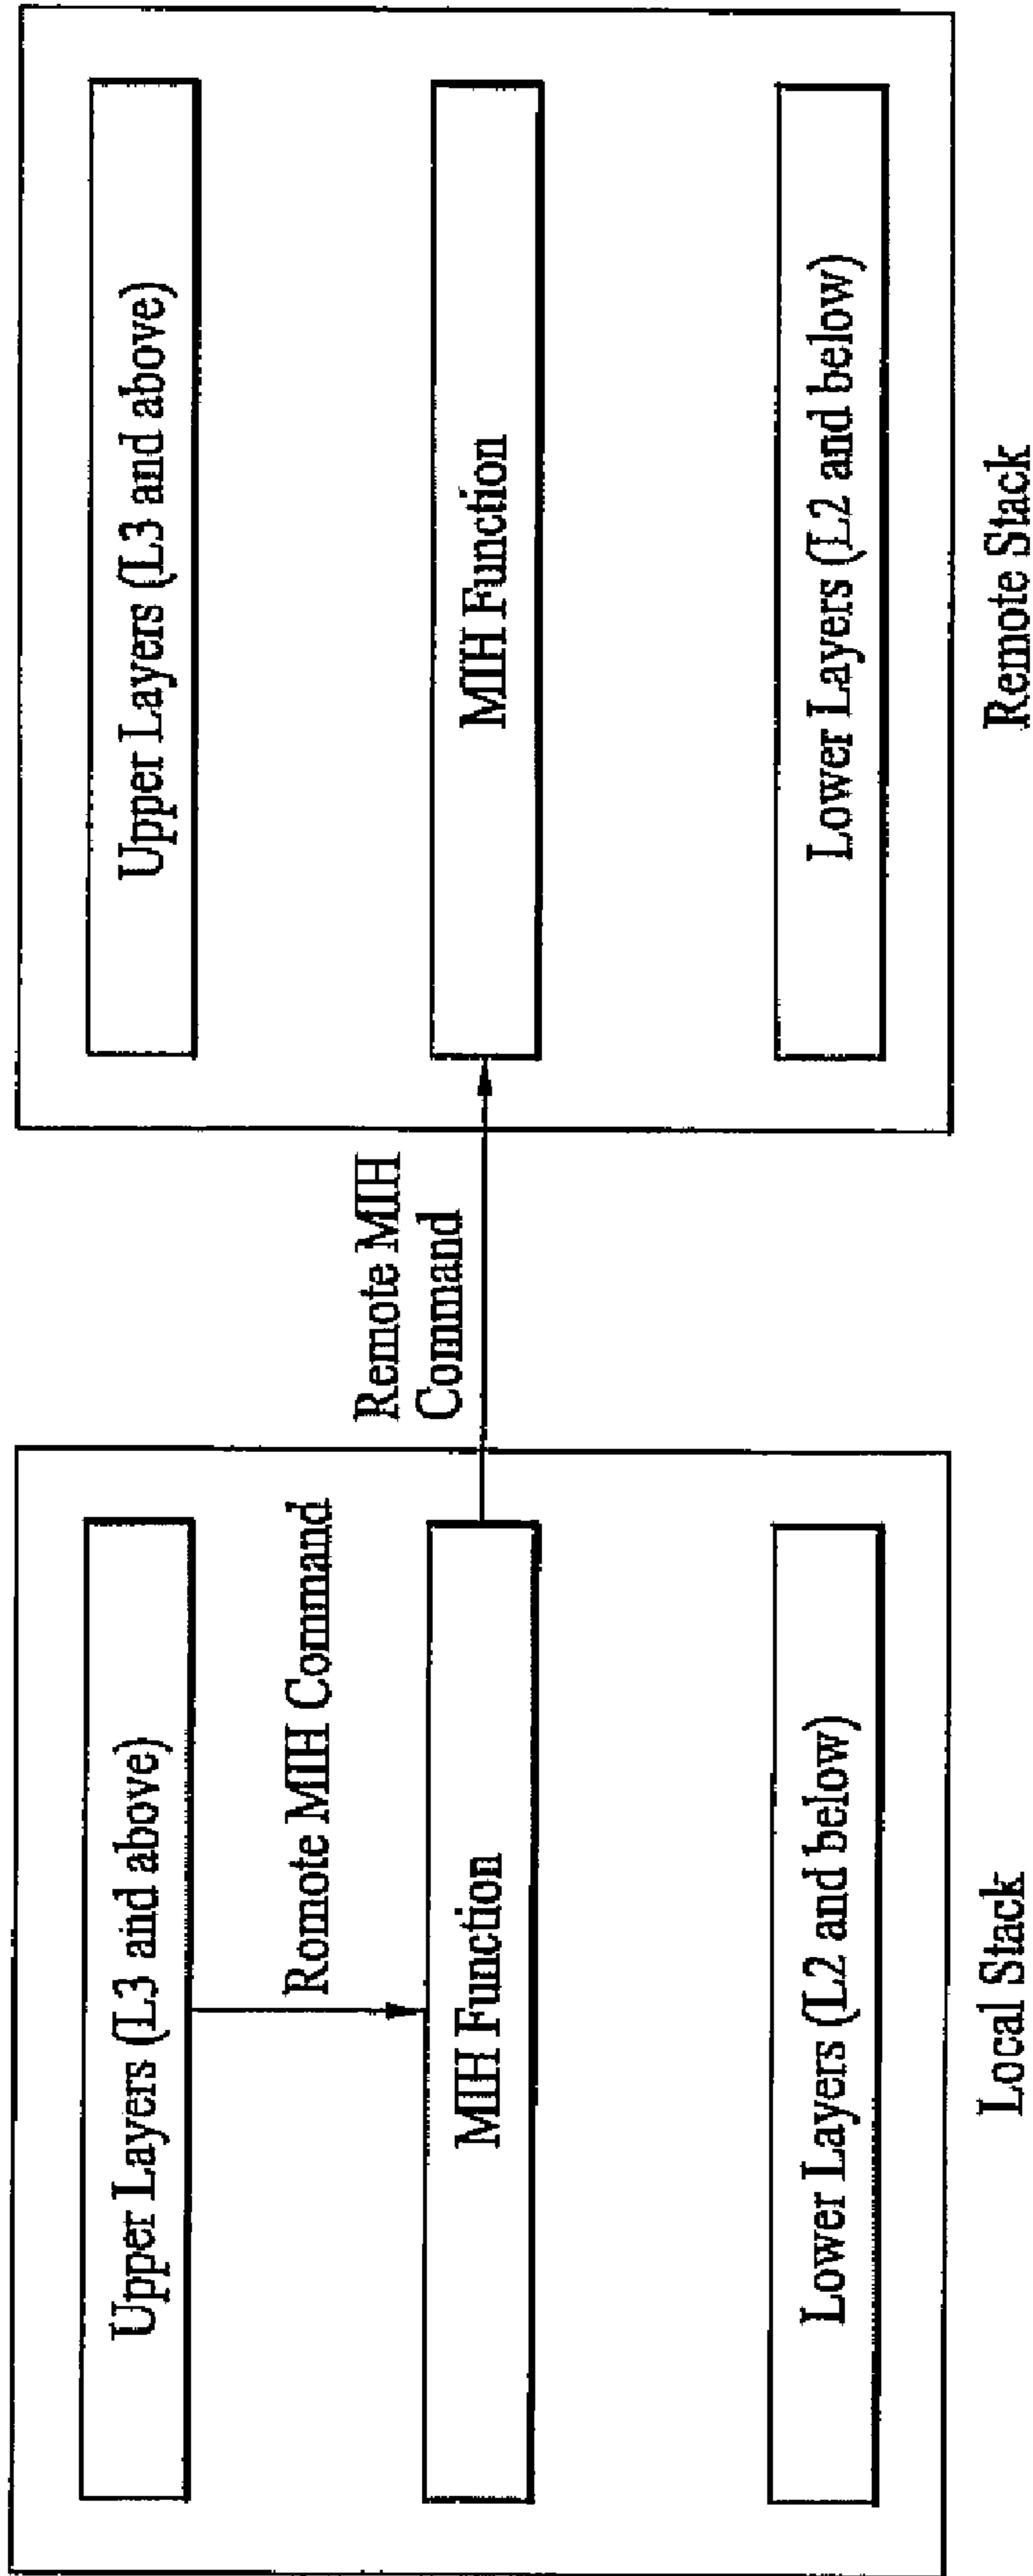 Upper Layers (L3 and above)
Romote MIH Command
MIH Function
Lower Layers (L2 and below)
Local Stack
Remote MIH
Command
Upper Layers (L3 and above)
MIH Function
Lower Layers (L2 and below)
Remote Stack